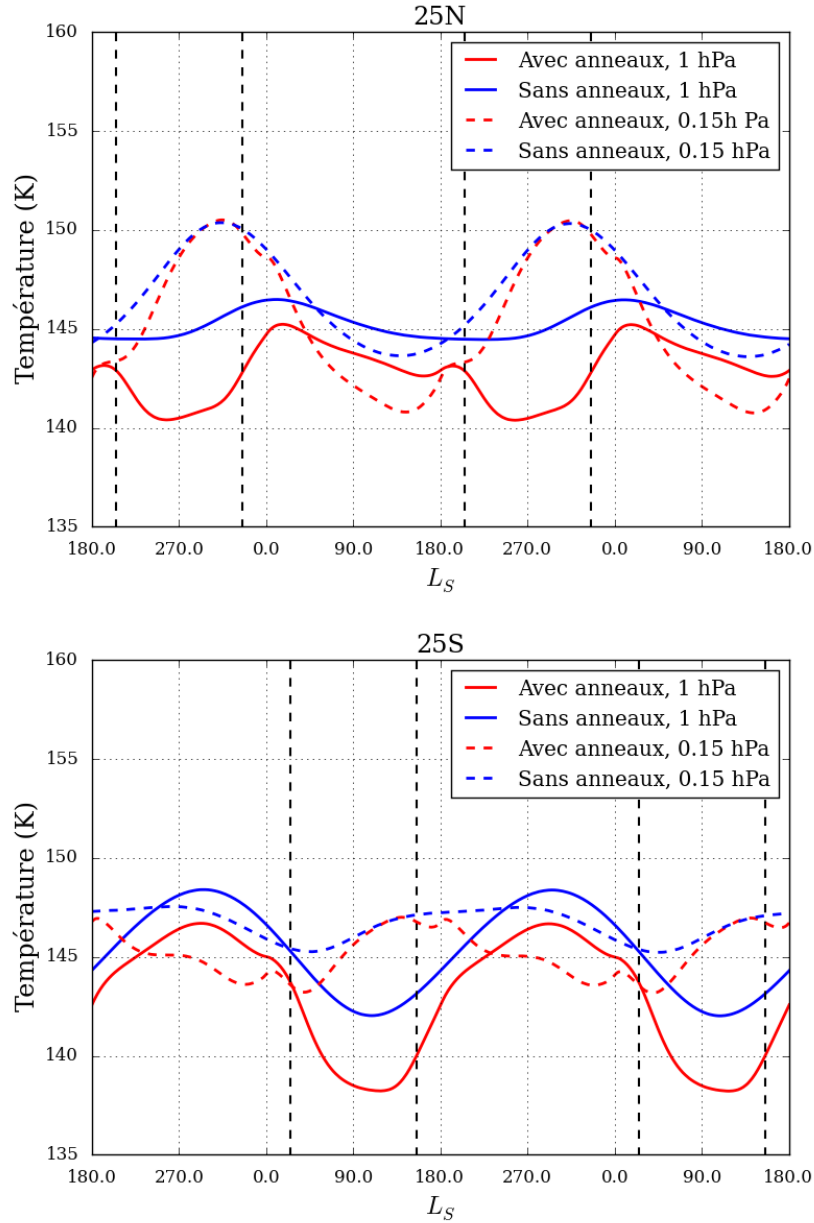 25N
160
155
150
145
140
135
Température (K)
Avec anneaux, 1 hPa
Sans anneaux, 1 hPa
Avec anneaux, 0.15h Pa
Sans anneaux, 0.15 hPa
180.0 270.0 0.0 90.0 180.0 270.0 0.0 90.0 180.0
L_S
25S
160
155
150
145
140
135
Température (K)
Avec anneaux, 1 hPa
Sans anneaux, 1 hPa
Avec anneaux, 0.15 hPa
Sans anneaux, 0.15 hPa
180.0 270.0 0.0 90.0 180.0 270.0 0.0 90.0 180.0
L_S